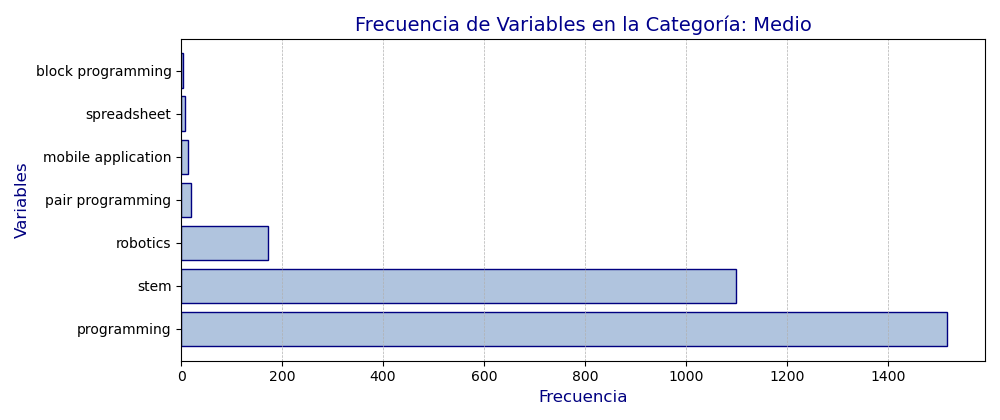 Frecuencia de Variables en la Categoría: Medio
Variables
block programming
spreadsheet
mobile application
pair programming
robotics
stem
programming
0 200 400 600 800 1000 1200 1400
Frecuencia